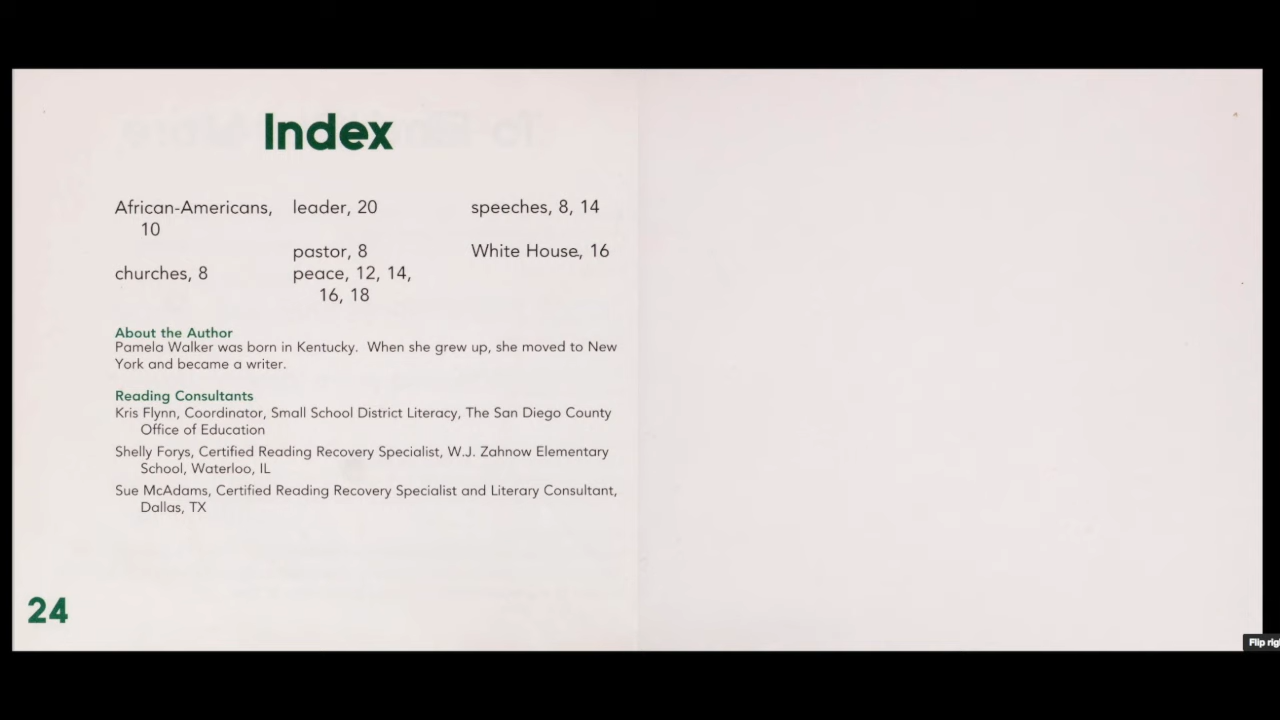 Index
African-Americans,
10
churches, 8
leader, 20
pastor, 8
peace, 12, 14,
16, 18
speeches, 8, 14
White House, 16
About the Author
Pamela Walker was born in Kentucky. When she grew up, she moved to New
York and became a writer.
Reading Consultants
Kris Flynn, Coordinator, Small School District Literacy, The San Diego County
Office of Education
Shelly Forys, Certified Reading Recovery Specialist, W.J. Zahnow Elementary
School, Waterloo, IL
Sue McAdams, Certified Reading Recovery Specialist and Literary Consultant,
Dallas, TX
24
Flip